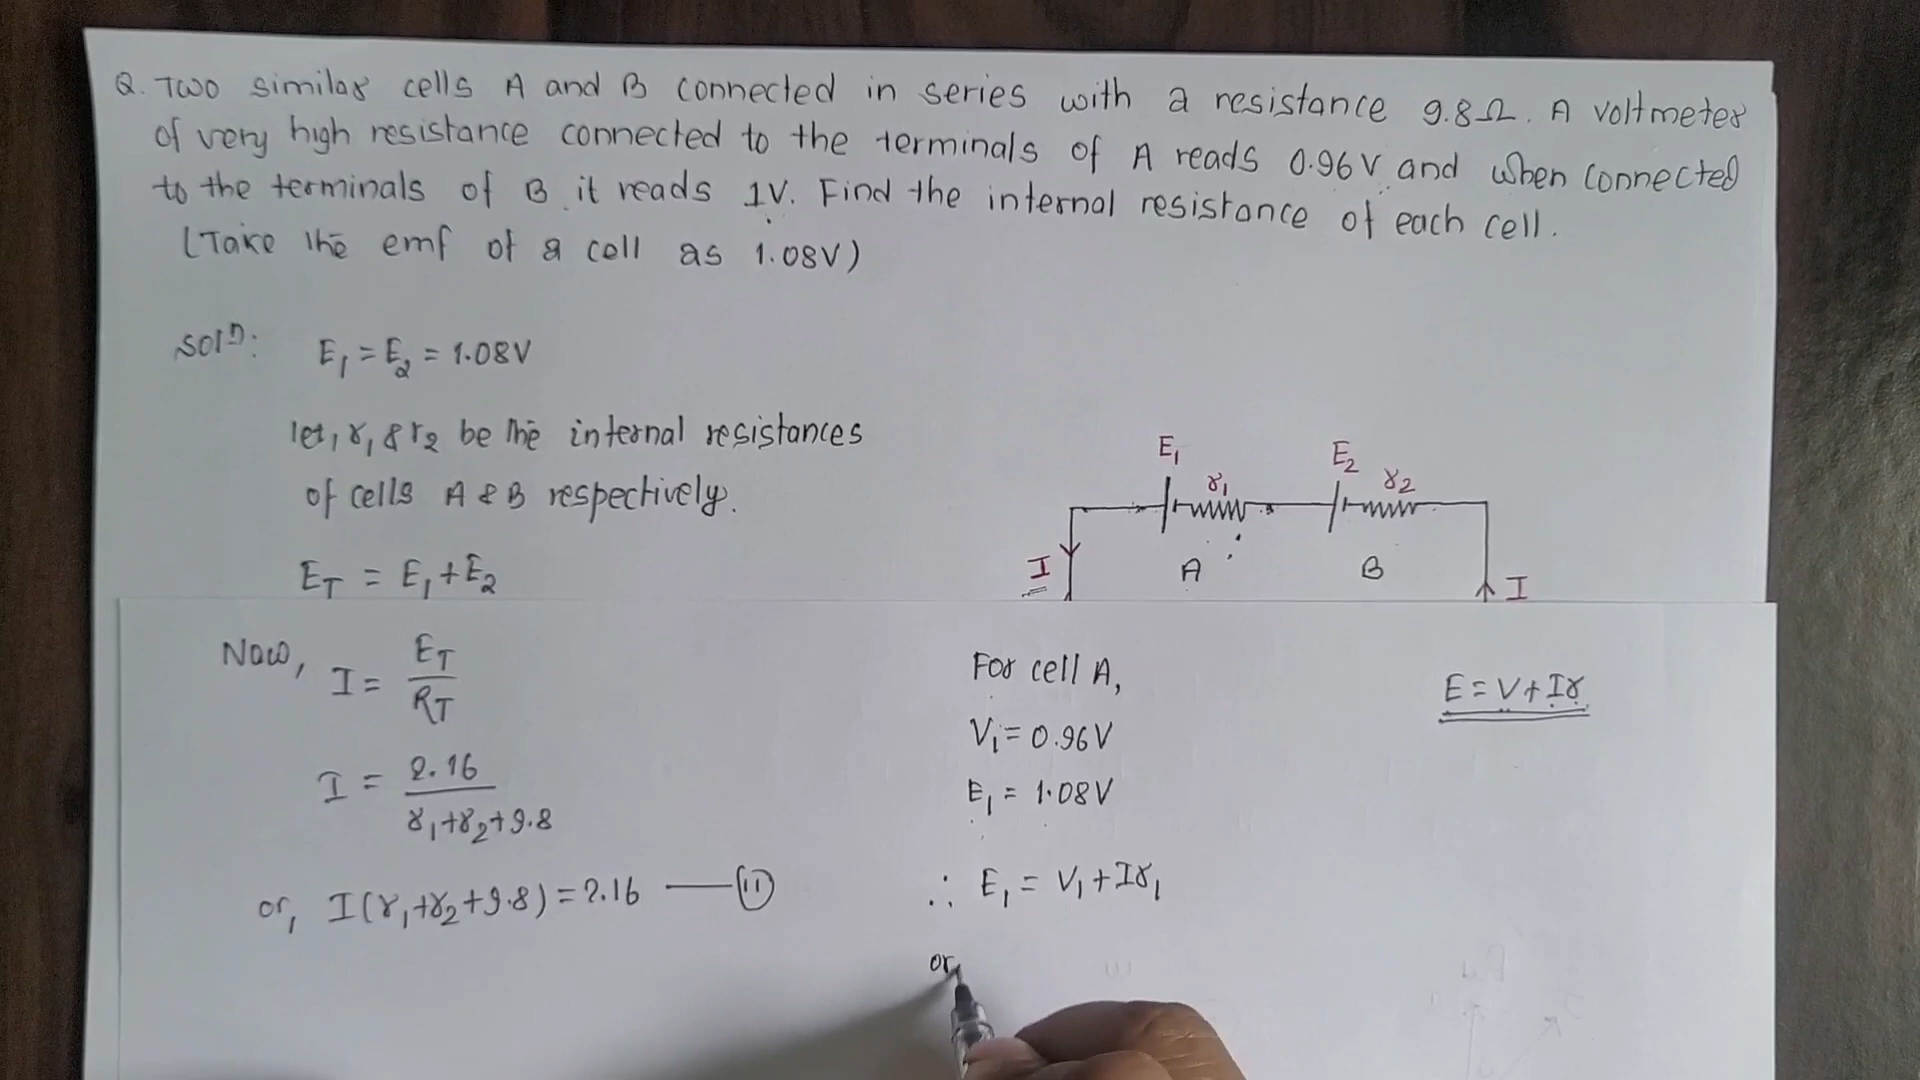 Q. Two similar cells A and B connected in series with a resistance 9.8Ω. A voltmeter
of very high resistance connected to the terminals of A reads 0.96V and when connected
to the terminals of B it reads 1V. Find the internal resistance of each cell.
(Take the emf of a cell as 1.08V)
Solⁿ:
E₁ = E₂ = 1.08V
let, r₁ & r₂ be the internal resistances
of cells A & B respectively.
E_T = E₁ + E₂
E₁ E₂
r₁ r₂
A B
I I
Now, I = E_T / R_T
I = 2.16 / r₁+r₂+9.8
or, I(r₁+r₂+9.8) = 2.16 — (ii)
For cell A,
V₁ = 0.96V
E₁ = 1.08V
∴ E₁ = V₁ + Ir₁
or,
E = V + Ir